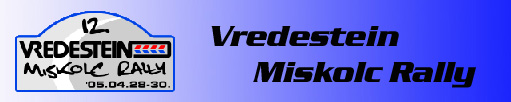 12.
VREDESTEIN
MISKOLC RALLY
'05.04.28-30.
Vredestein
Miskolc Rally